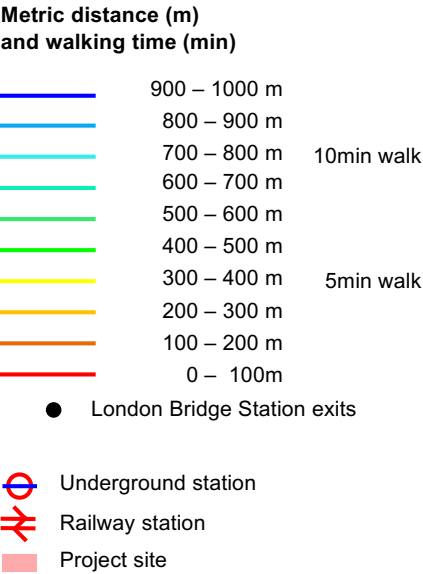 Metric distance (m)
and walking time (min)
900 – 1000 m
800 – 900 m
700 – 800 m 10min walk
600 – 700 m
500 – 600 m
400 – 500 m
300 – 400 m 5min walk
200 – 300 m
100 – 200 m
0 – 100m
London Bridge Station exits
Underground station
Railway station
Project site